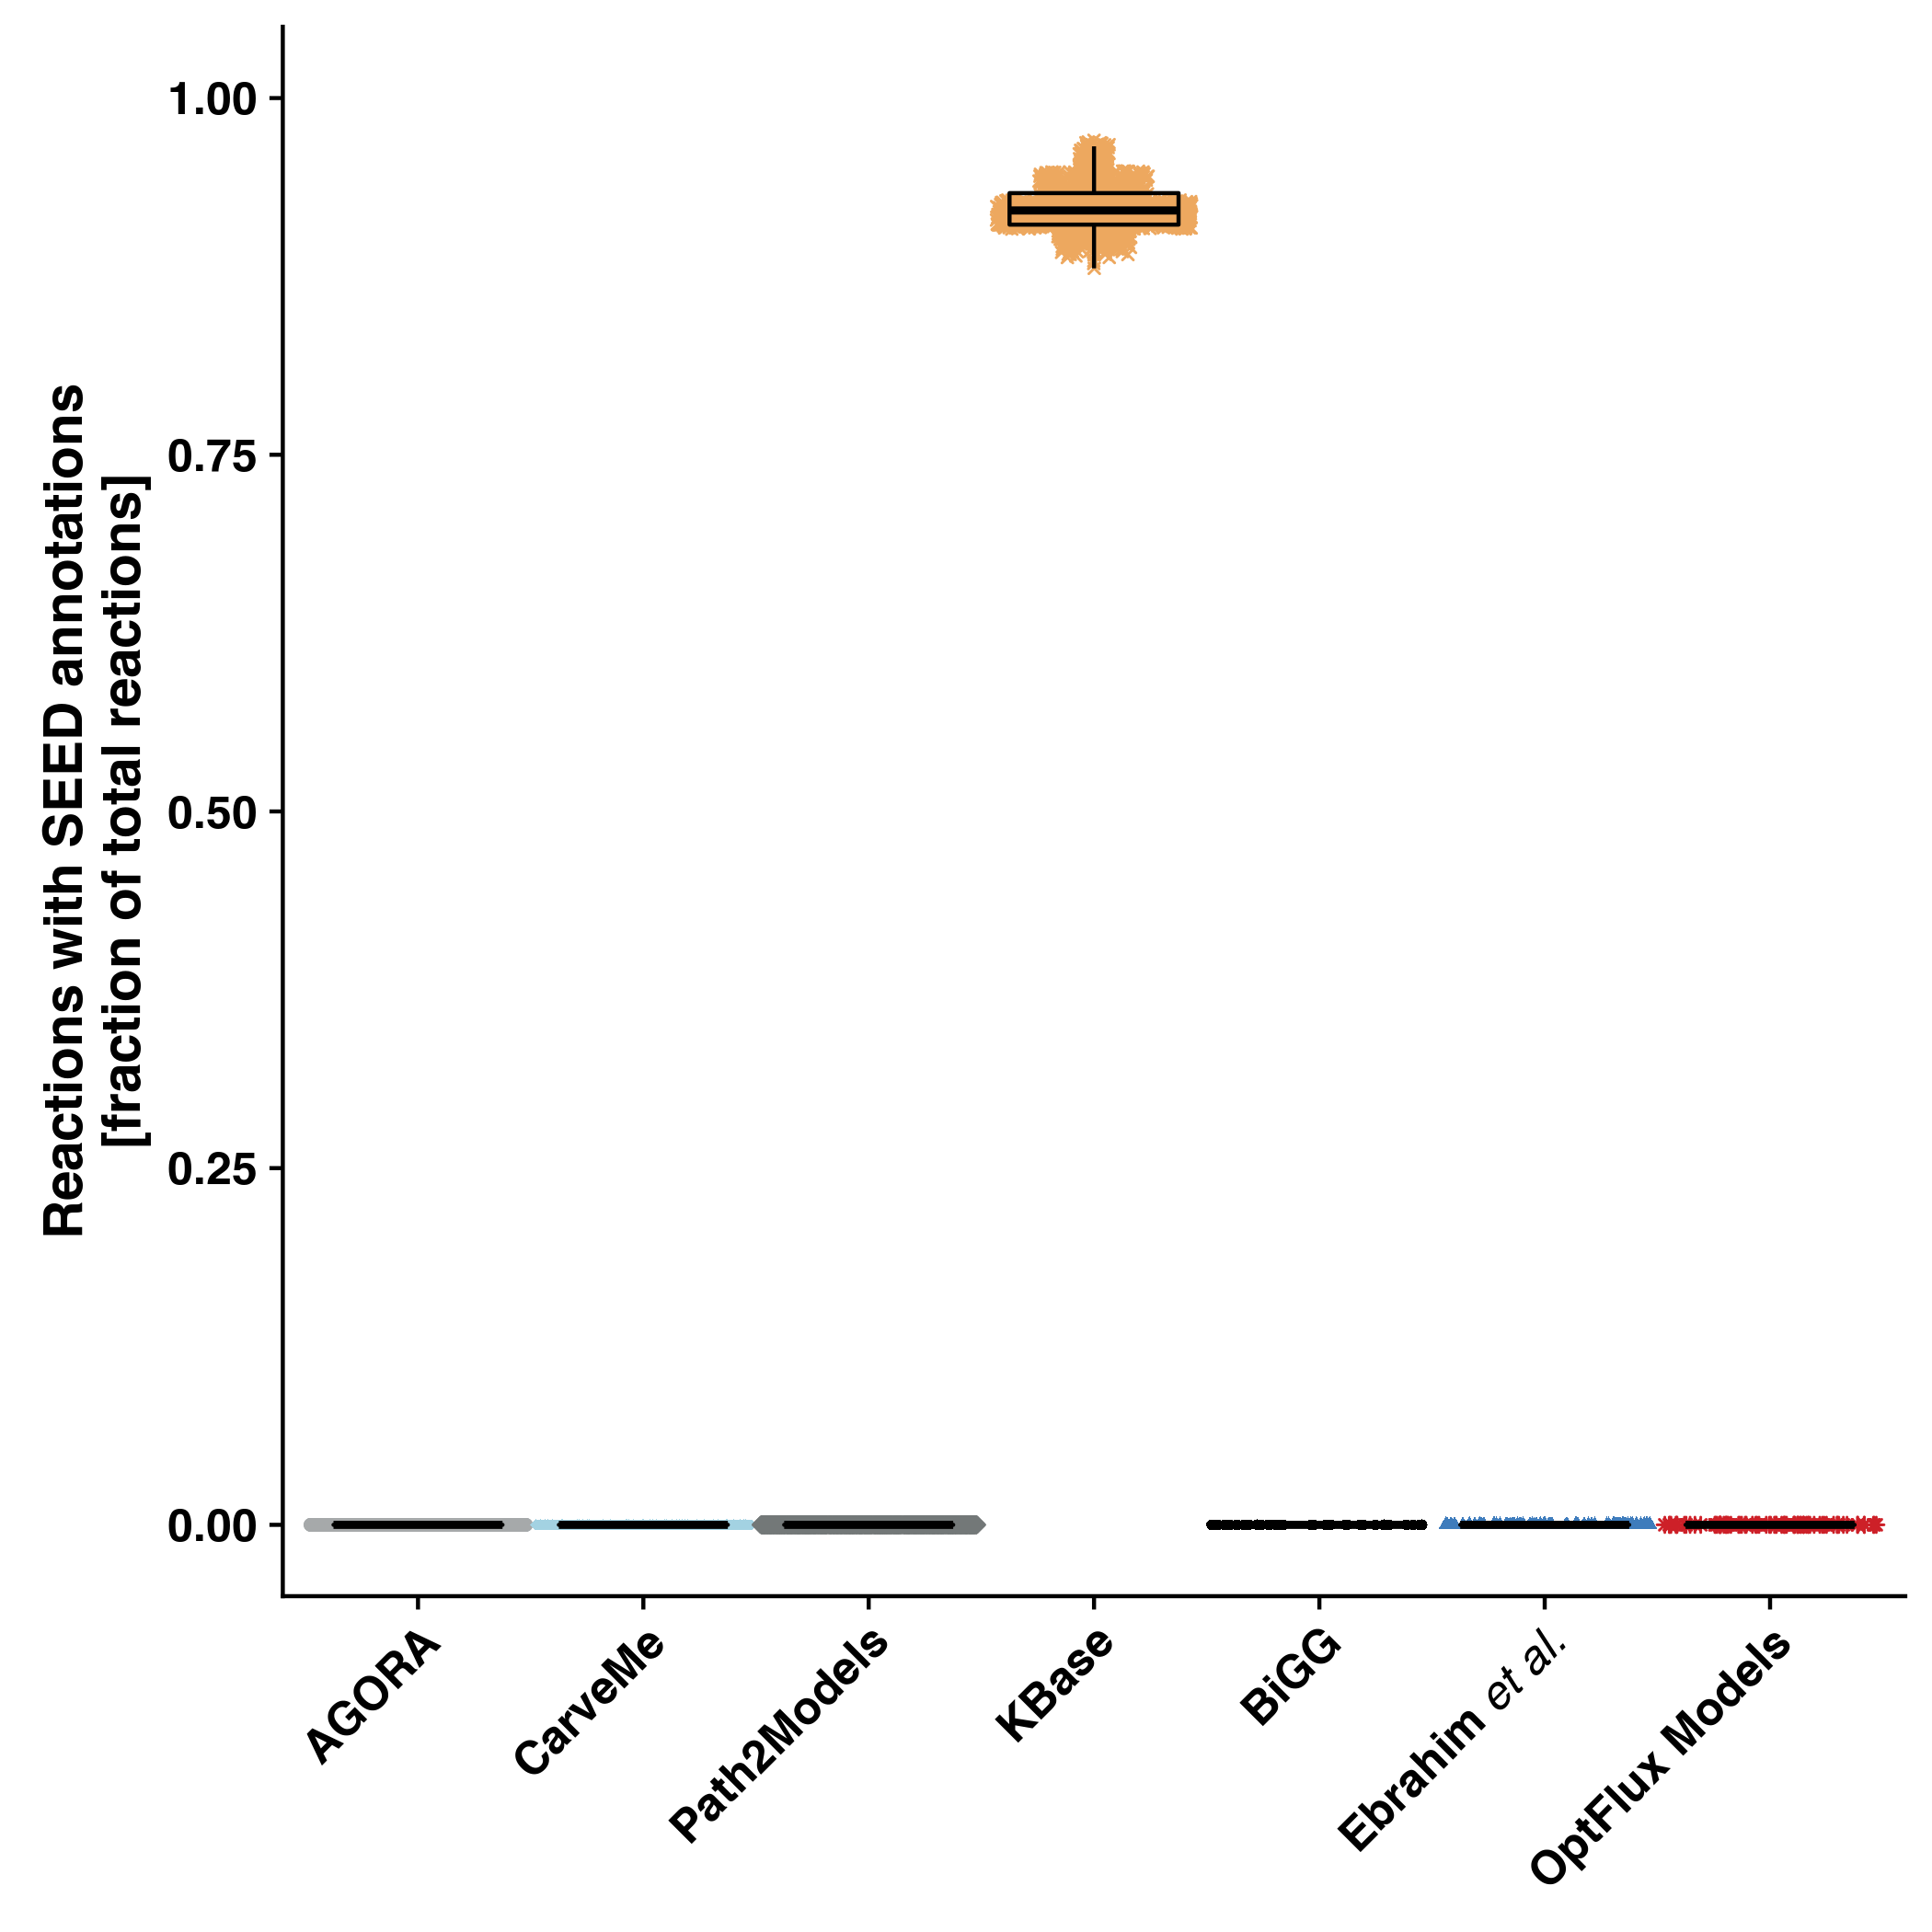 Reactions with SEED annotations
[fraction of total reactions]
1.00
0.75
0.50
0.25
0.00
AGORA
CarveMe
Path2Models
KBase
BiGG
Ebrahim et al.
OptFlux Models